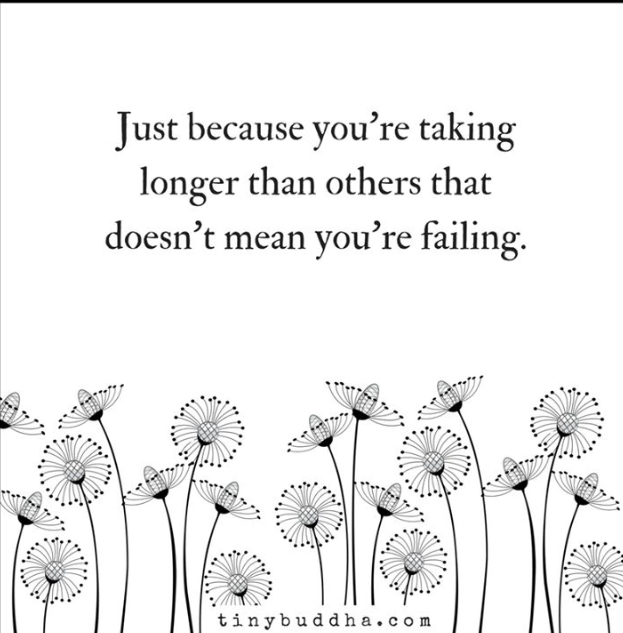 Just because you’re taking
longer than others that
doesn’t mean you’re failing.
tinybuddha.com